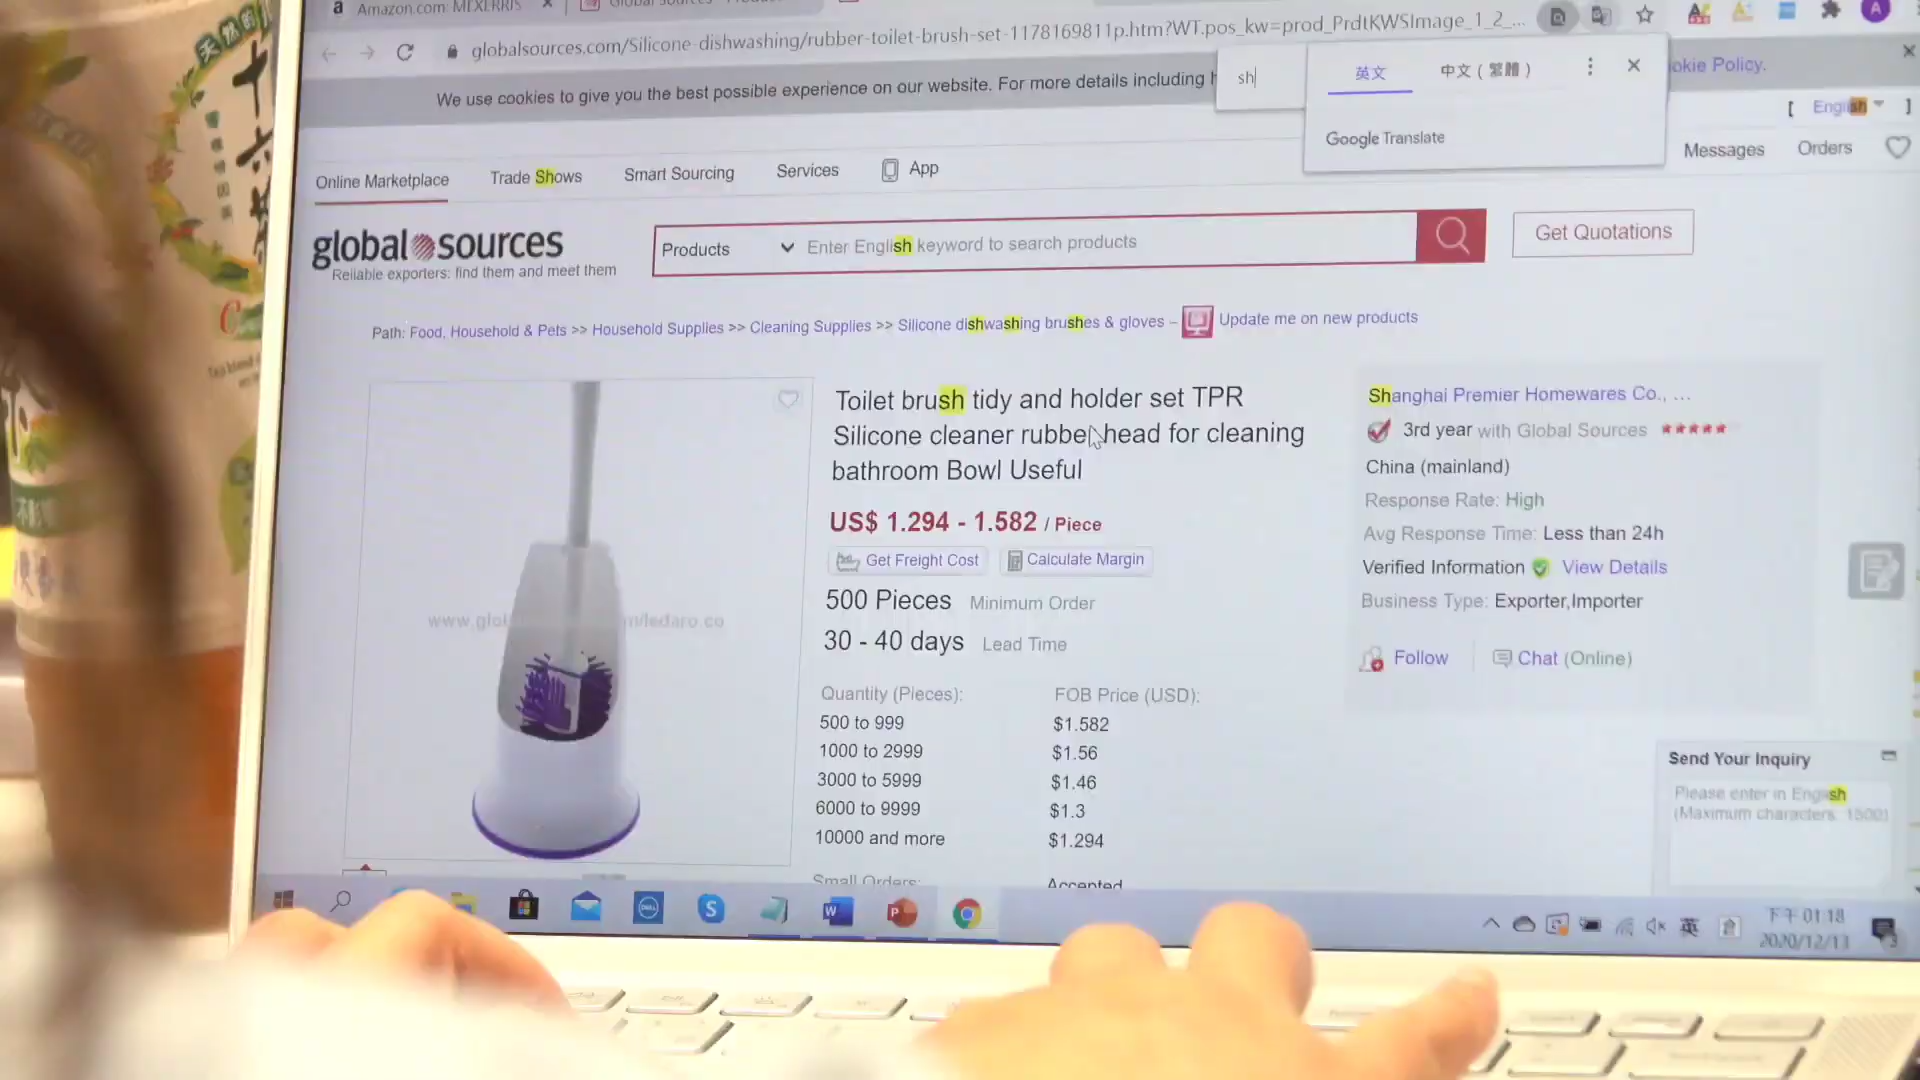 Amazon.com: MEXERRIS
globalsources.com/Silicone-dishwashing/rubber-toilet-brush-set-1178169811p.htm?WT.pos_kw=prod_PrdtKWSImage_1_2_...
A
We use cookies to give you the best possible experience on our website. For more details including h
sh
英文
中文 ( 繁體 )
Google Translate
okie Policy.
[ English ]
Online Marketplace
Trade Shows
Smart Sourcing
Services
App
Messages
Orders
global sources
Reliable exporters: find them and meet them
Products
Enter English keyword to search products
Get Quotations
Path: Food, Household & Pets >> Household Supplies >> Cleaning Supplies >> Silicone dishwashing brushes & gloves –
Update me on new products
Toilet brush tidy and holder set TPR
Silicone cleaner rubber head for cleaning
bathroom Bowl Useful
US$ 1.294 - 1.582 / Piece
Get Freight Cost
Calculate Margin
500 Pieces Minimum Order
30 - 40 days Lead Time
Quantity (Pieces): FOB Price (USD):
500 to 999 $1.582
1000 to 2999 $1.56
3000 to 5999 $1.46
6000 to 9999 $1.3
10000 and more $1.294
Small Orders: Accepted
Shanghai Premier Homewares Co., ...
3rd year with Global Sources
China (mainland)
Response Rate: High
Avg Response Time: Less than 24h
Verified Information View Details
Business Type: Exporter,Importer
Follow
Chat (Online)
Send Your Inquiry
Please enter in English
(Maximum characters: 1500)
DELL
S
W
P
英
下午 01:18
2020/12/11
天然的
十六